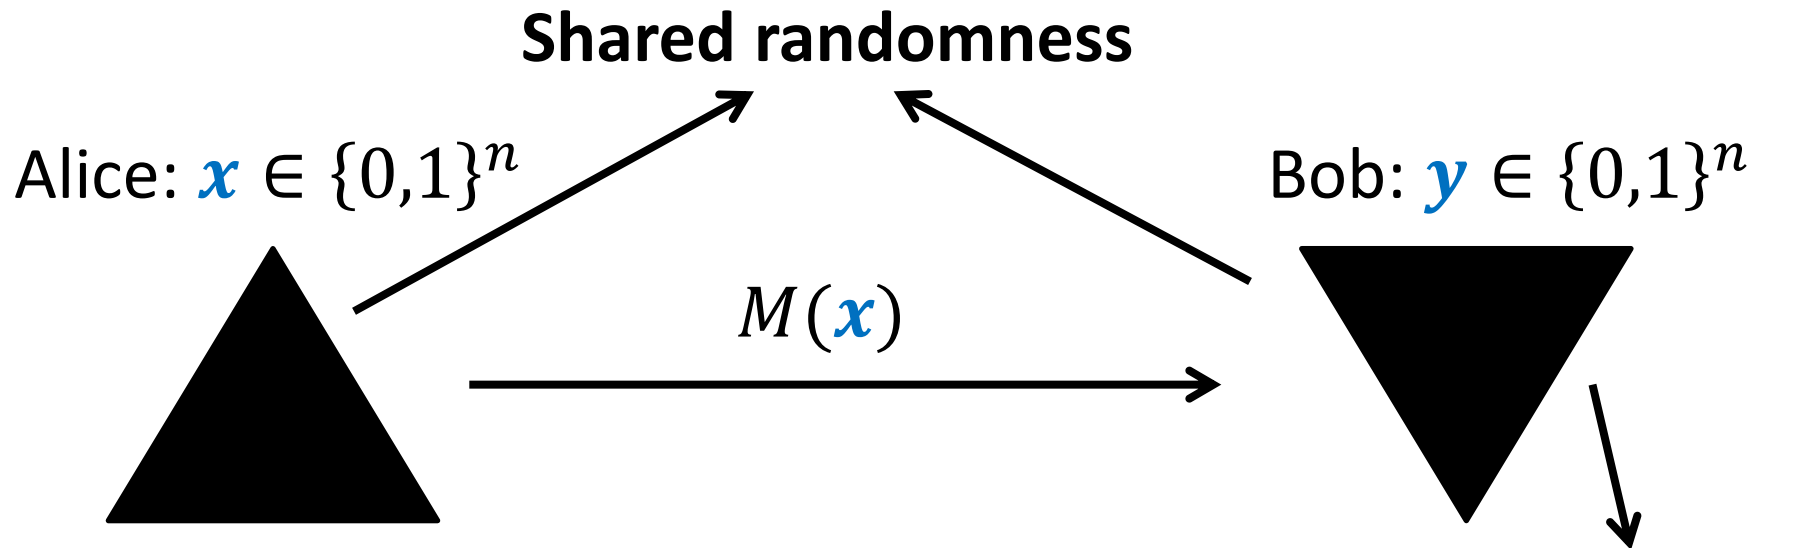 Shared randomness
Alice: x ∈ {0,1}ⁿ
Bob: y ∈ {0,1}ⁿ
M(x)